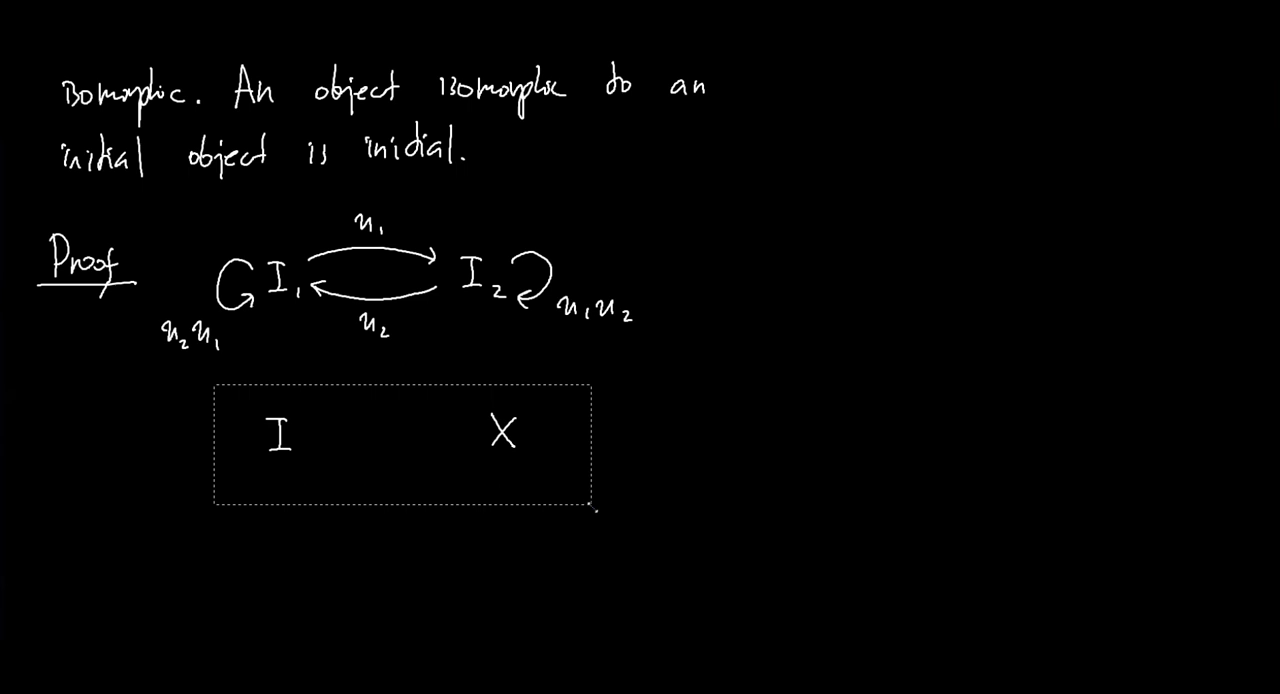 isomorphic. An object isomorphic to an
initial object is initial.
Proof
u₁
I₁ I₂
u₂u₁ u₂ u₁u₂
I X